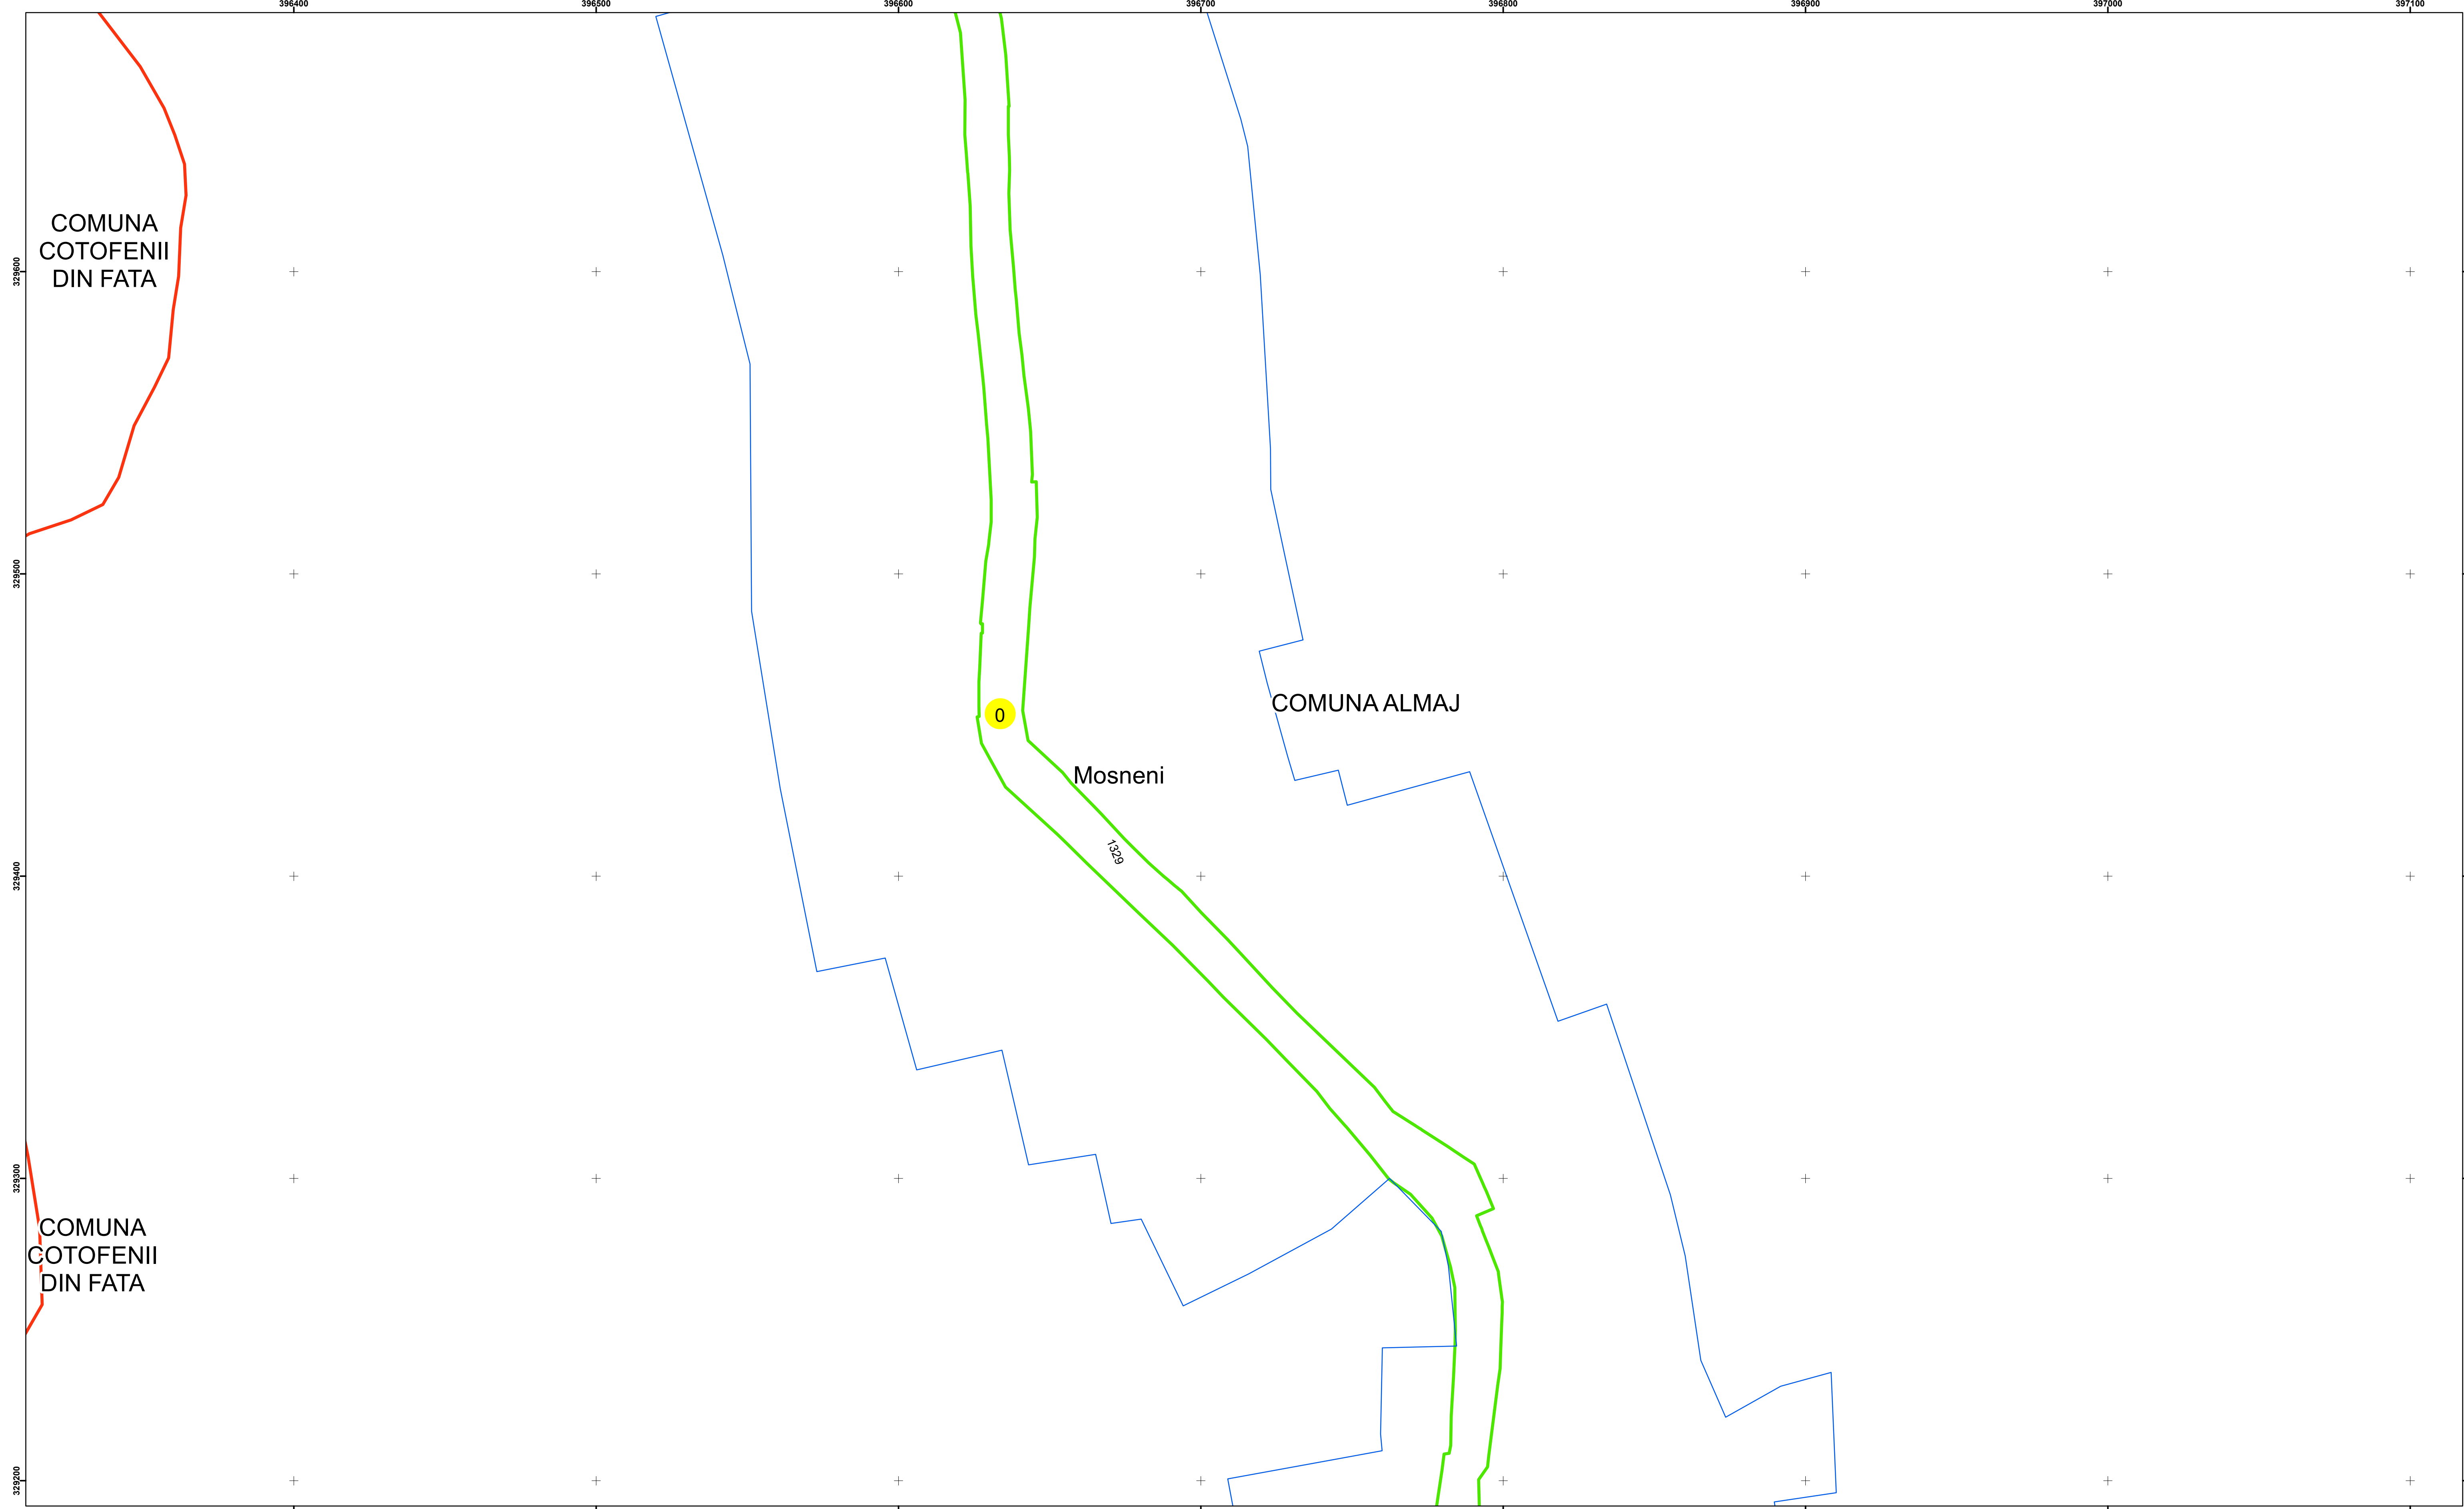 396400 396500 396600 396700 396800 396900 397000 397100
COMUNA
COTOFENII
DIN FATA
329600
329500
COMUNA ALMAJ
0
Mosneni
1329
329400
329300
COMUNA
COTOFENII
DIN FATA
329200